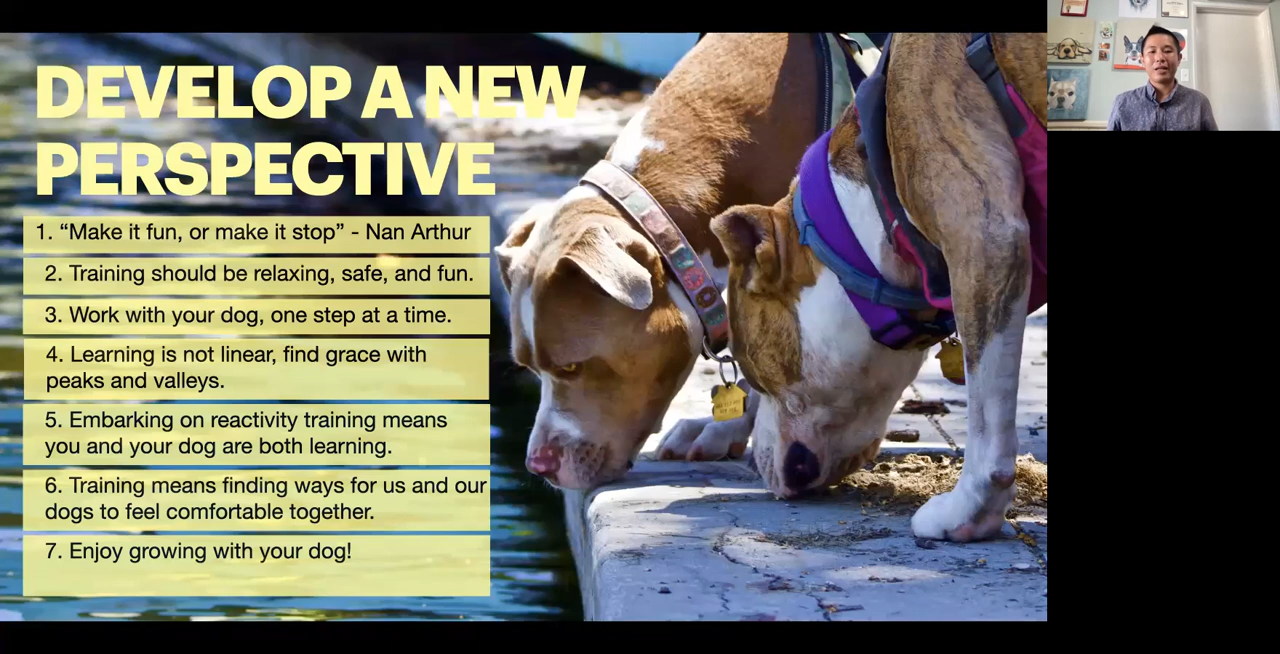 DEVELOP A NEW
PERSPECTIVE
1. “Make it fun, or make it stop” - Nan Arthur
2. Training should be relaxing, safe, and fun.
3. Work with your dog, one step at a time.
4. Learning is not linear, find grace with
peaks and valleys.
5. Embarking on reactivity training means
you and your dog are both learning.
6. Training means finding ways for us and our
dogs to feel comfortable together.
7. Enjoy growing with your dog!